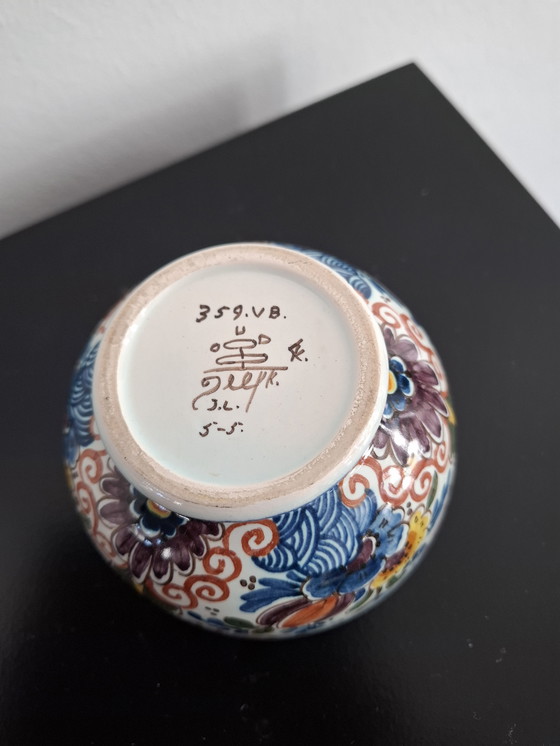 359.VB.
O U D
K.
Delft.
J.L.
5-5.